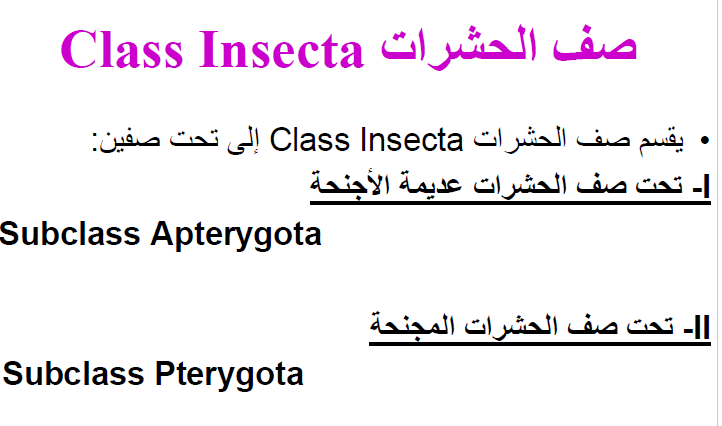 صف الحشرات Class Insecta
• يقسم صف الحشرات Class Insecta إلى تحت صفين:
I- تحت صف الحشرات عديمة الأجنحة
Subclass Apterygota
II- تحت صف الحشرات المجنحة
Subclass Pterygota